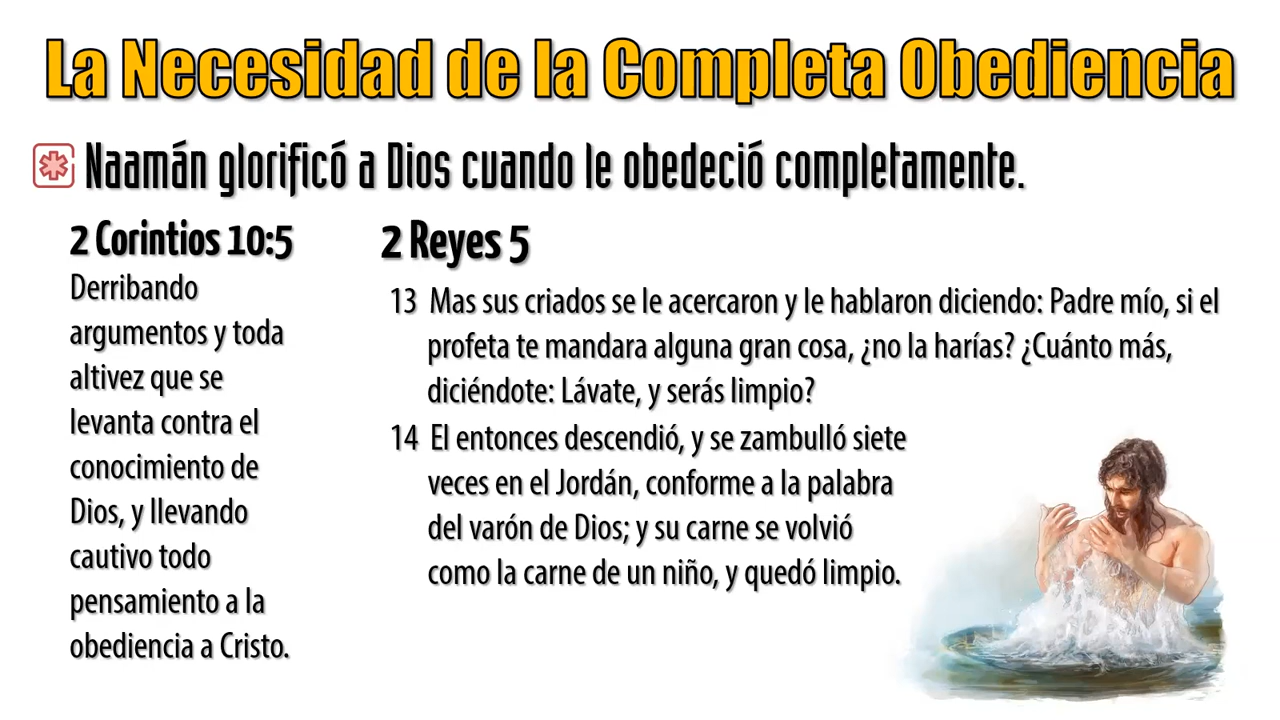 La Necesidad de la Completa Obediencia
Naamán glorificó a Dios cuando le obedeció completamente.
2 Corintios 10:5
Derribando
argumentos y toda
altivez que se
levanta contra el
conocimiento de
Dios, y llevando
cautivo todo
pensamiento a la
obediencia a Cristo.
2 Reyes 5
13 Mas sus criados se le acercaron y le hablaron diciendo: Padre mío, si el
profeta te mandara alguna gran cosa, ¿no la harías? ¿Cuánto más,
diciéndote: Lávate, y serás limpio?
14 El entonces descendió, y se zambulló siete
veces en el Jordán, conforme a la palabra
del varón de Dios; y su carne se volvió
como la carne de un niño, y quedó limpio.